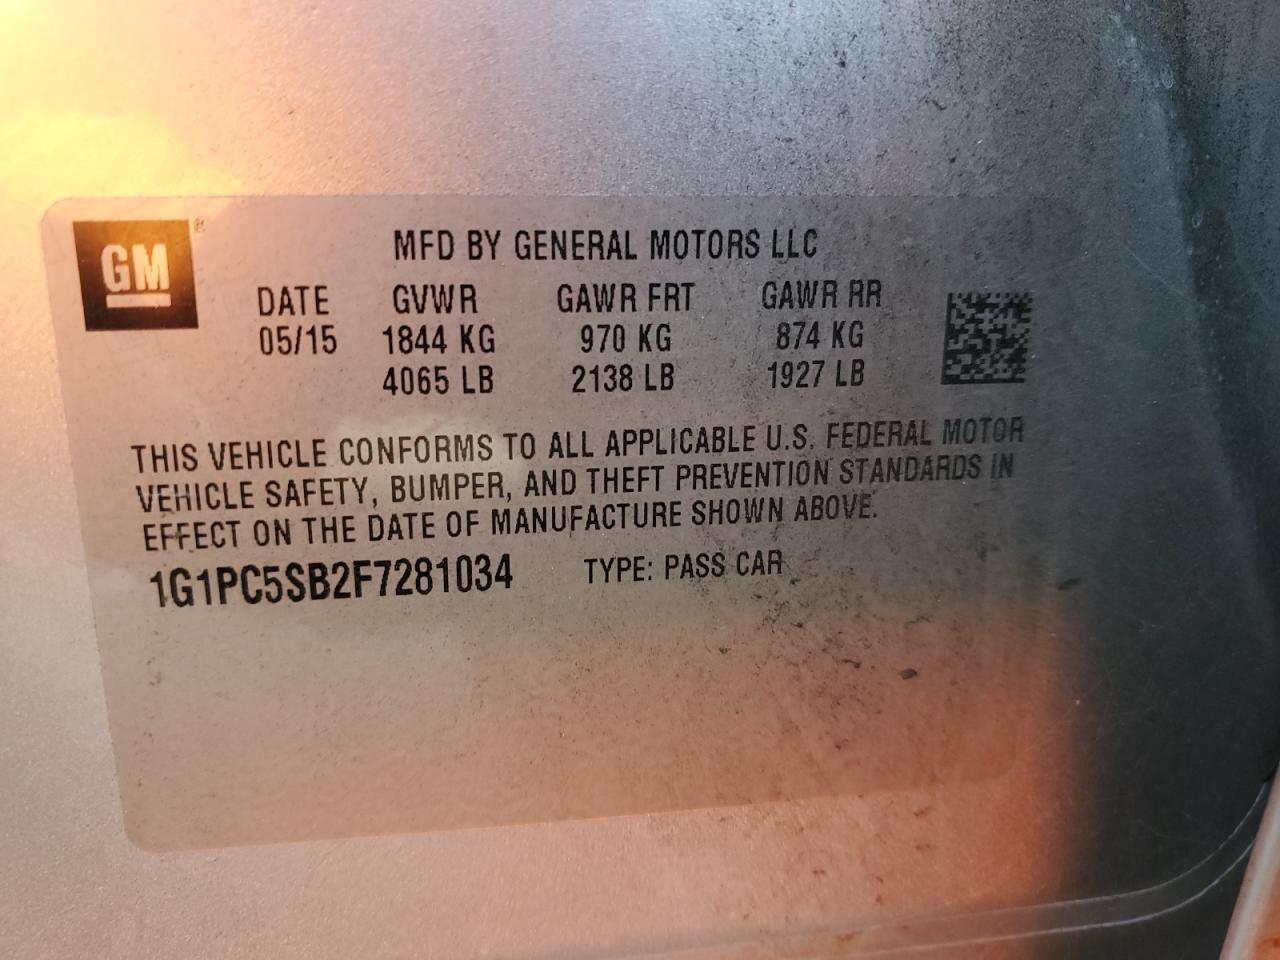 GM®
MFD BY GENERAL MOTORS LLC
DATE GVWR GAWR FRT GAWR RR
05/15 1844 KG 970 KG 874 KG
4065 LB 2138 LB 1927 LB
THIS VEHICLE CONFORMS TO ALL APPLICABLE U.S. FEDERAL MOTOR
VEHICLE SAFETY, BUMPER, AND THEFT PREVENTION STANDARDS IN
EFFECT ON THE DATE OF MANUFACTURE SHOWN ABOVE.
1G1PC5SB2F7281034 TYPE: PASS CAR